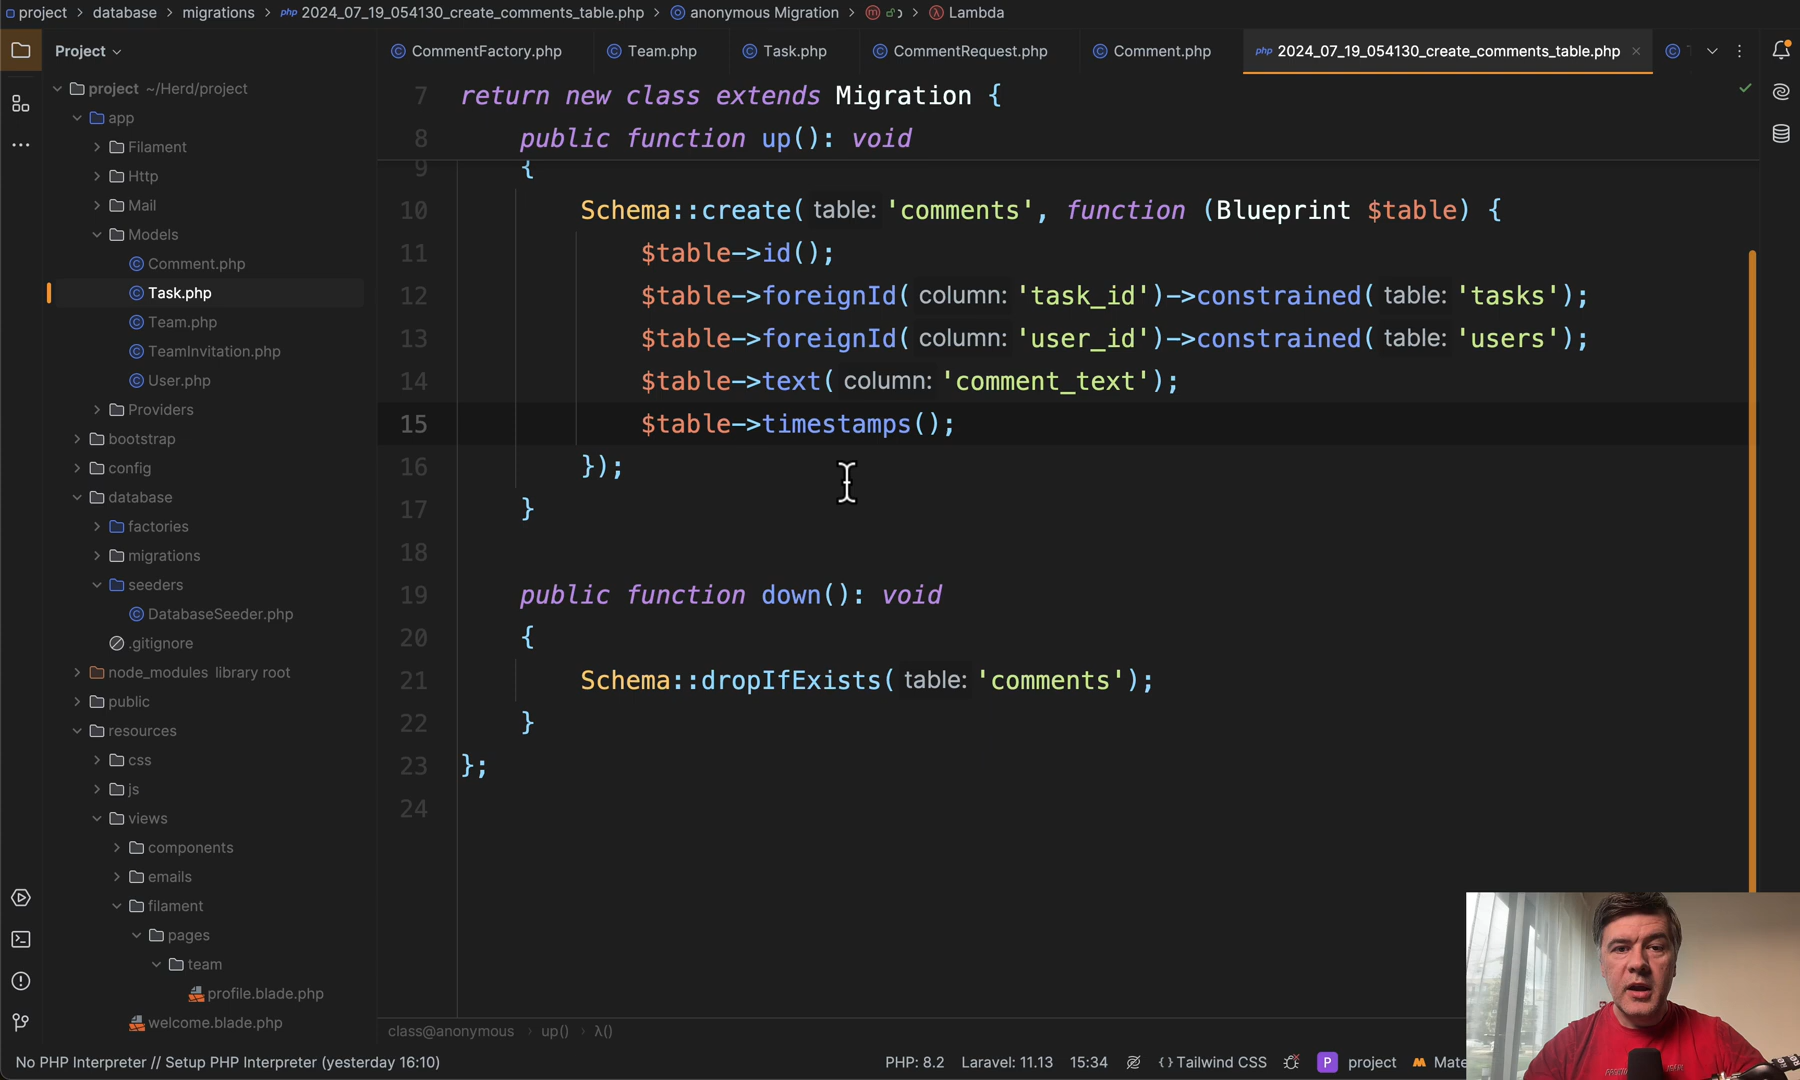 project > database > migrations > php 2024_07_19_054130_create_comments_table.php > anonymous Migration > m > λ Lambda
Project
CommentFactory.php
Team.php
Task.php
CommentRequest.php
Comment.php
php 2024_07_19_054130_create_comments_table.php
project ~/Herd/project
app
Filament
Http
Mail
Models
Comment.php
Task.php
Team.php
TeamInvitation.php
User.php
Providers
bootstrap
config
database
factories
migrations
seeders
DatabaseSeeder.php
.gitignore
node_modules library root
public
resources
css
js
views
components
emails
filament
pages
team
profile.blade.php
welcome.blade.php
7 return new class extends Migration {
8 public function up(): void
9 {
10 Schema::create( table: 'comments', function (Blueprint $table) {
11 $table->id();
12 $table->foreignId( column: 'task_id')->constrained( table: 'tasks');
13 $table->foreignId( column: 'user_id')->constrained( table: 'users');
14 $table->text( column: 'comment_text');
15 $table->timestamps();
16 });
17 }
18
19 public function down(): void
20 {
21 Schema::dropIfExists( table: 'comments');
22 }
23 };
24
class@anonymous > up() > λ()
No PHP Interpreter // Setup PHP Interpreter (yesterday 16:10)
PHP: 8.2 Laravel: 11.13 15:34 Tailwind CSS P project Mate